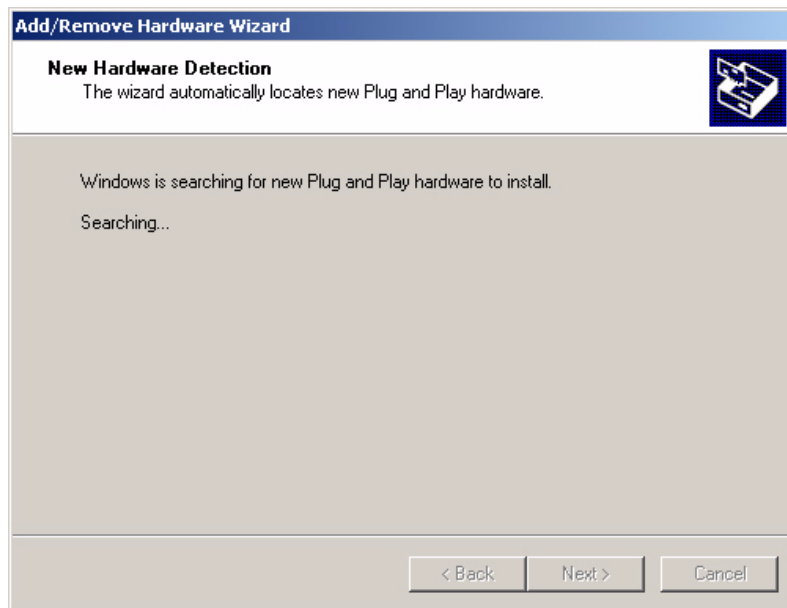 Add/Remove Hardware Wizard
New Hardware Detection
The wizard automatically locates new Plug and Play hardware.
Windows is searching for new Plug and Play hardware to install.
Searching...
< Back Next > Cancel